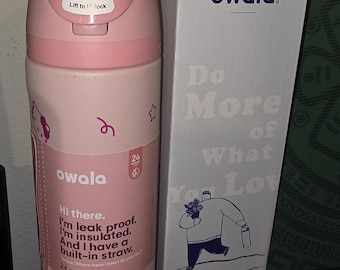 Lift to Unlock
owala
24
owala
Hi there.
I'm leak proof.
I'm insulated.
And I have a
built-in straw.
Do
More
of
What
You Love